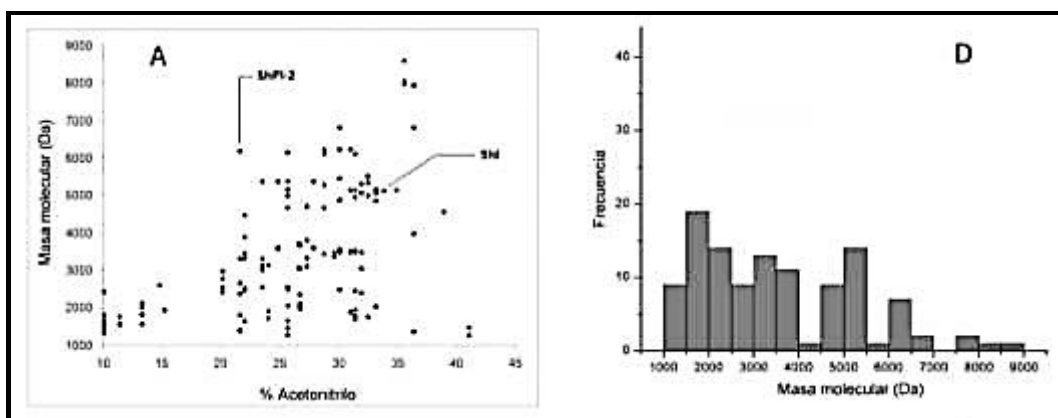 A
Masa molecular (Da)
9000
8000
7000
6000
5000
4000
3000
2000
1000
ShPI-2
ShI
10 15 20 25 30 35 40 45
% Acetonitrilo
D
Frecuencia
40
30
20
10
0
1000 2000 3000 4000 5000 6000 7000 8000 9000
Masa molecular (Da)